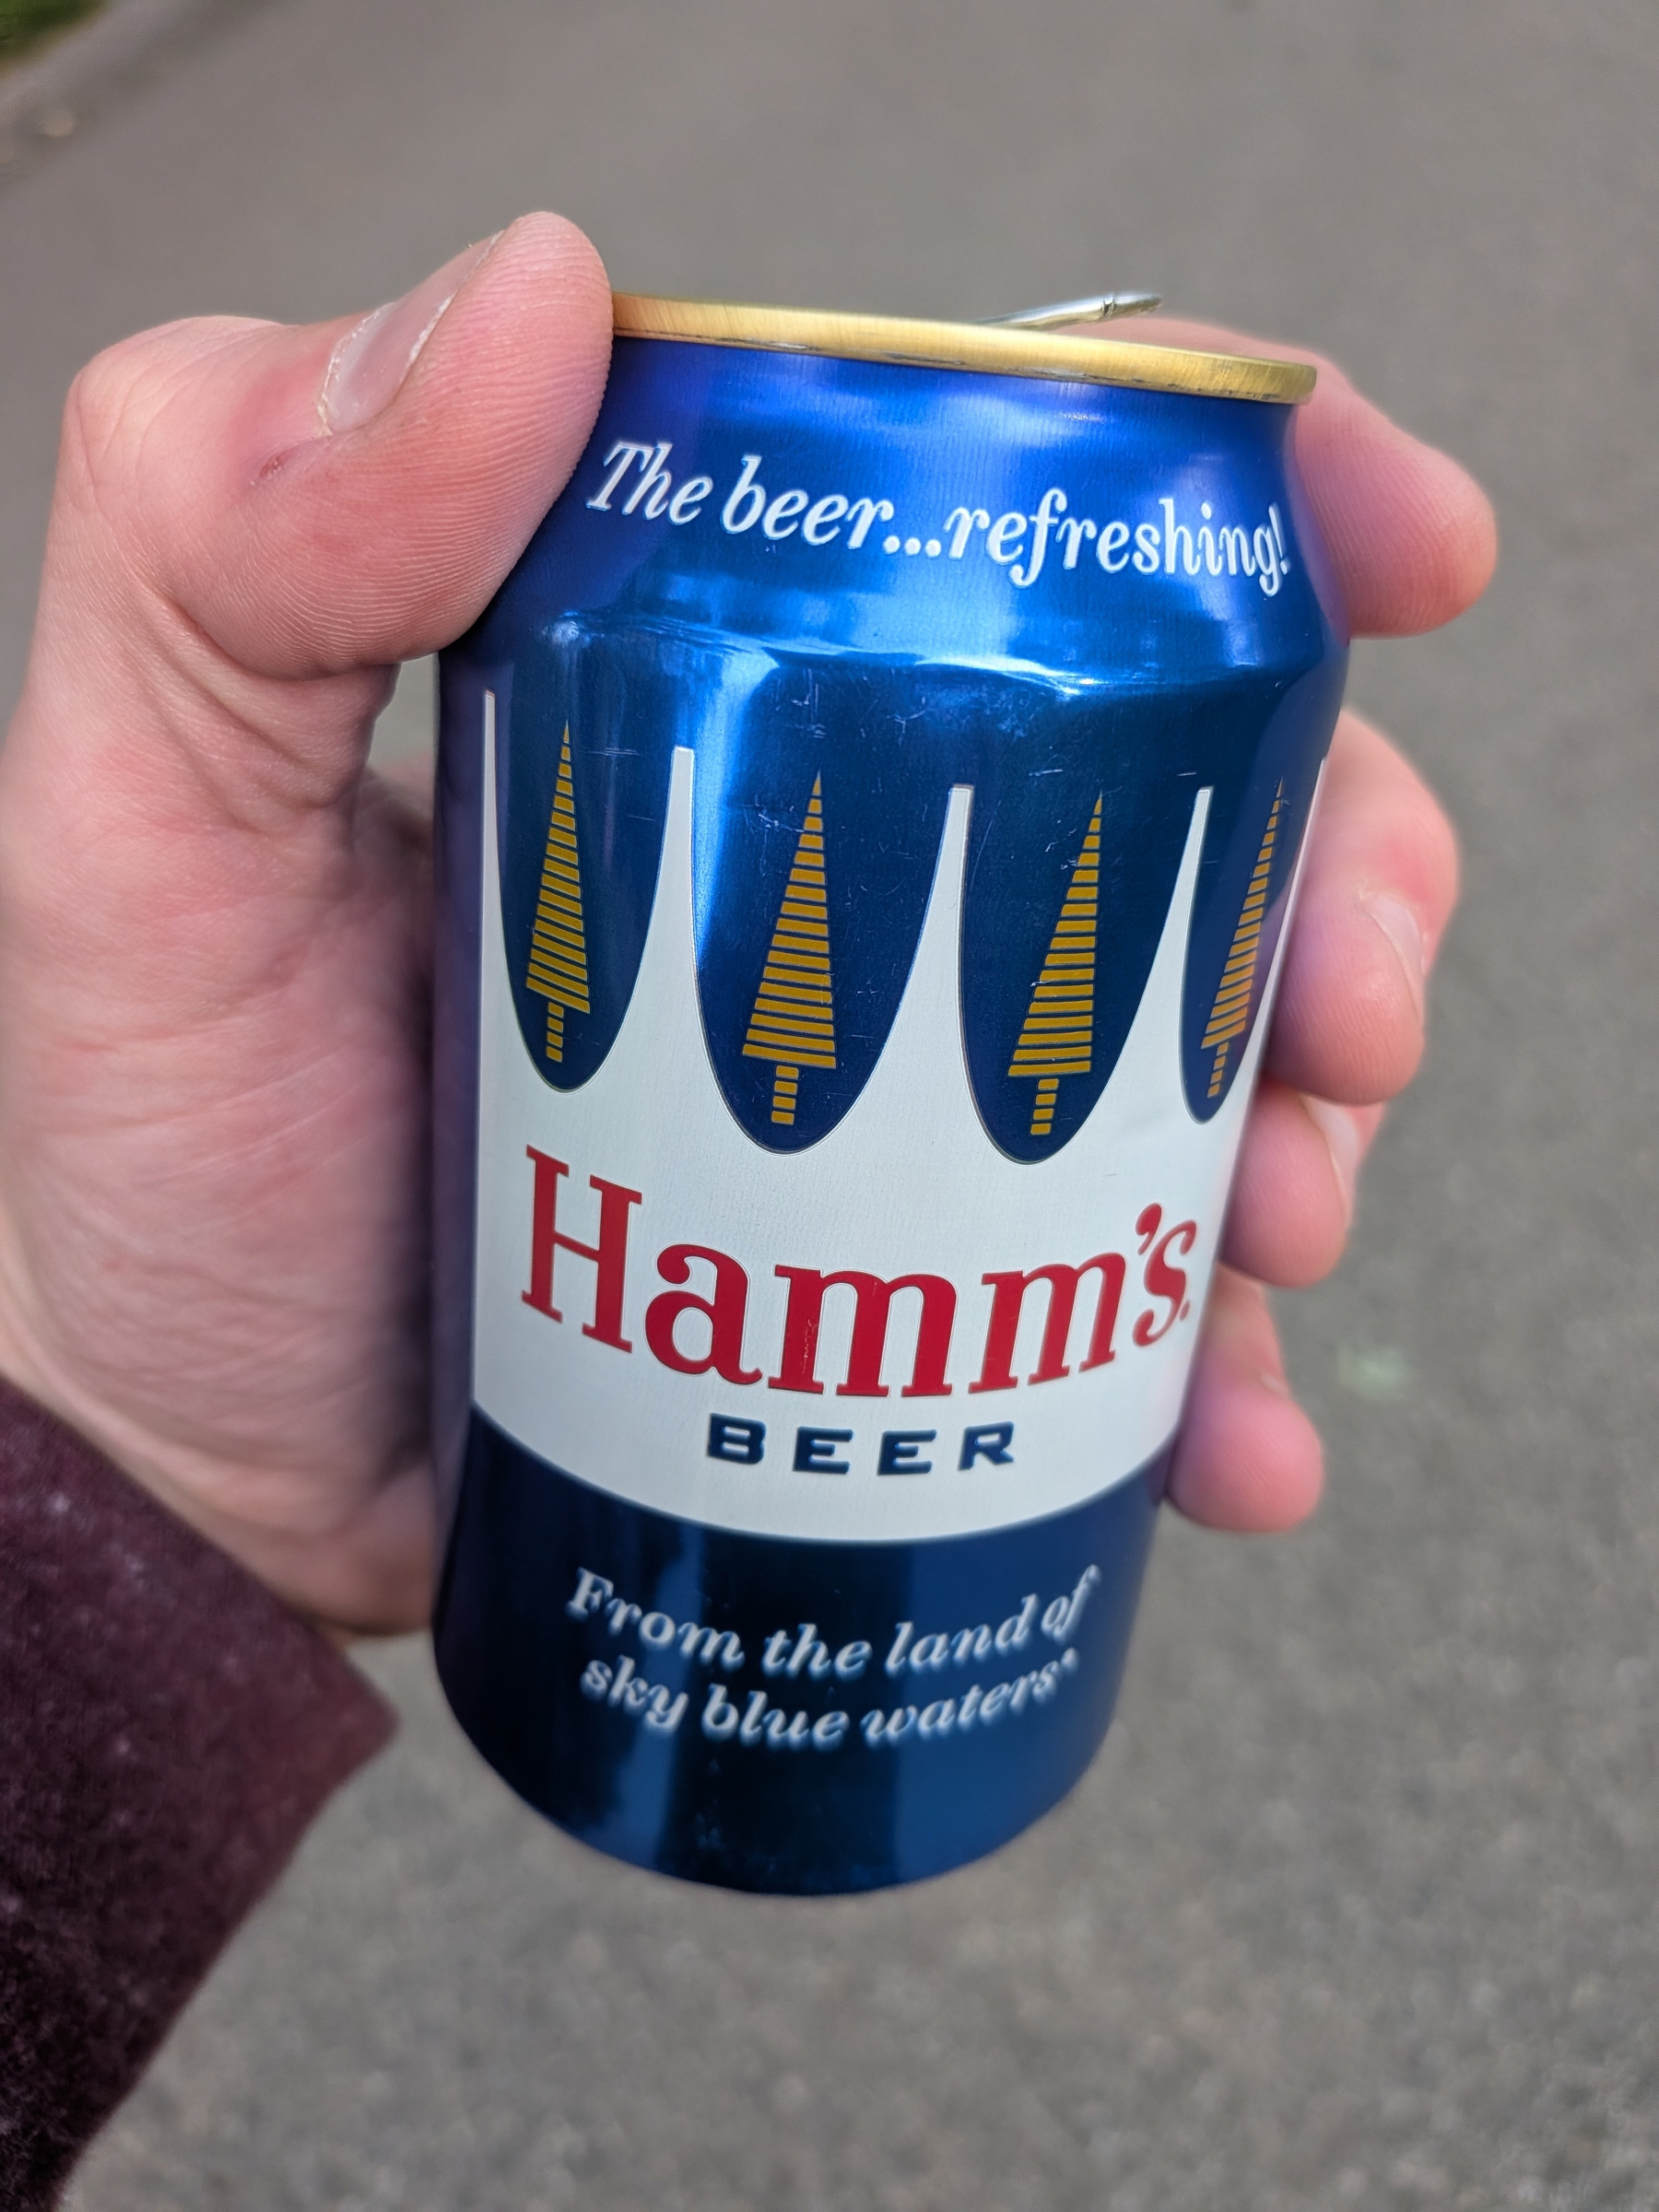 The beer...refreshing!
Hamm's.
BEER
From the land of
sky blue waters